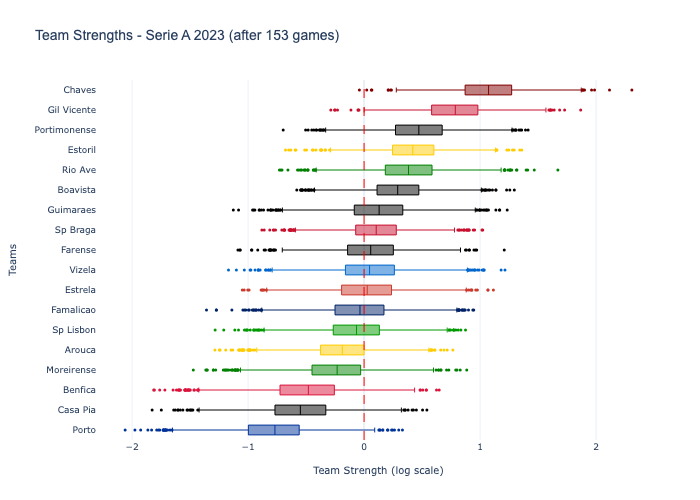 Team Strengths - Serie A 2023 (after 153 games)
Chaves
Gil Vicente
Portimonense
Estoril
Rio Ave
Boavista
Guimaraes
Sp Braga
Farense
Vizela
Estrela
Famalicao
Sp Lisbon
Arouca
Moreirense
Benfica
Casa Pia
Porto
Teams
−2 −1 0 1 2
Team Strength (log scale)